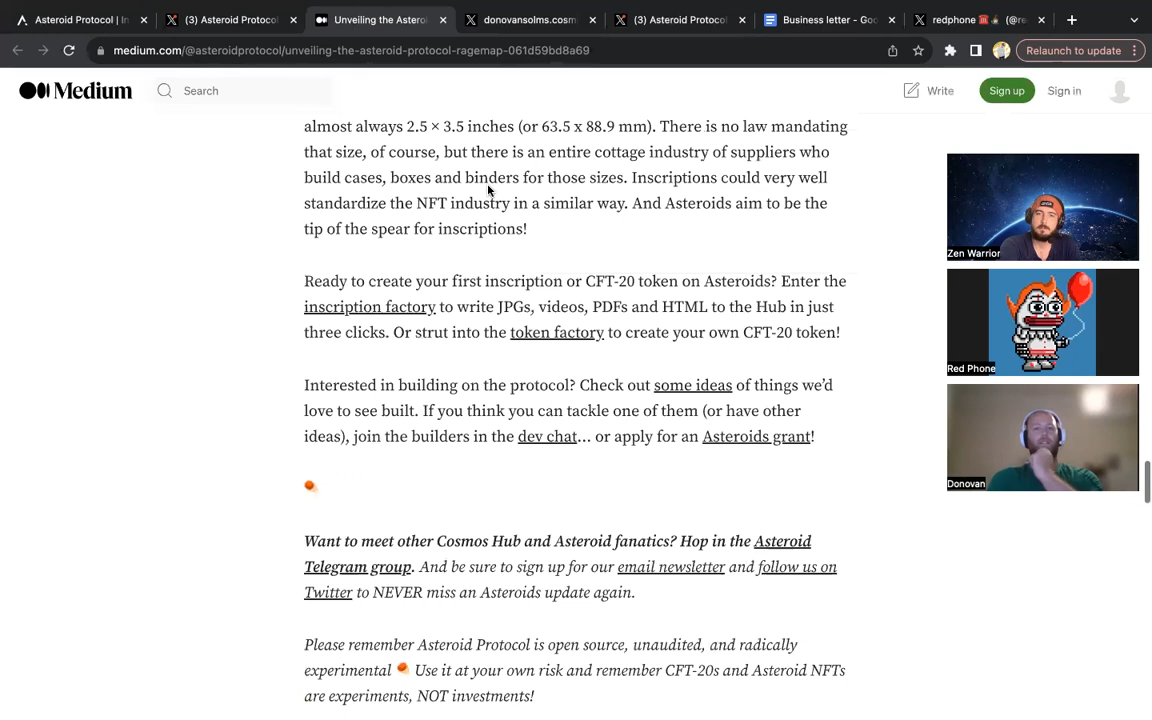 Asteroid Protocol | In
(3) Asteroid Protoco
Unveiling the Astero
donovansolms.cosm
(3) Asteroid Protoco
Business letter - Goo
redphone (@re
medium.com/@asteroidprotocol/unveiling-the-asteroid-protocol-ragemap-061d59bd8a69
Relaunch to update
Medium
Search
Write
Sign up
Sign in
almost always 2.5 × 3.5 inches (or 63.5 x 88.9 mm). There is no law mandating
that size, of course, but there is an entire cottage industry of suppliers who
build cases, boxes and binders for those sizes. Inscriptions could very well
standardize the NFT industry in a similar way. And Asteroids aim to be the
tip of the spear for inscriptions!
Ready to create your first inscription or CFT-20 token on Asteroids? Enter the
inscription factory to write JPGs, videos, PDFs and HTML to the Hub in just
three clicks. Or strut into the token factory to create your own CFT-20 token!
Interested in building on the protocol? Check out some ideas of things we’d
love to see built. If you think you can tackle one of them (or have other
ideas), join the builders in the dev chat… or apply for an Asteroids grant!
Want to meet other Cosmos Hub and Asteroid fanatics? Hop in the Asteroid
Telegram group. And be sure to sign up for our email newsletter and follow us on
Twitter to NEVER miss an Asteroids update again.
Please remember Asteroid Protocol is open source, unaudited, and radically
experimental Use it at your own risk and remember CFT-20s and Asteroid NFTs
are experiments, NOT investments!
Zen Warrior
Red Phone
Donovan